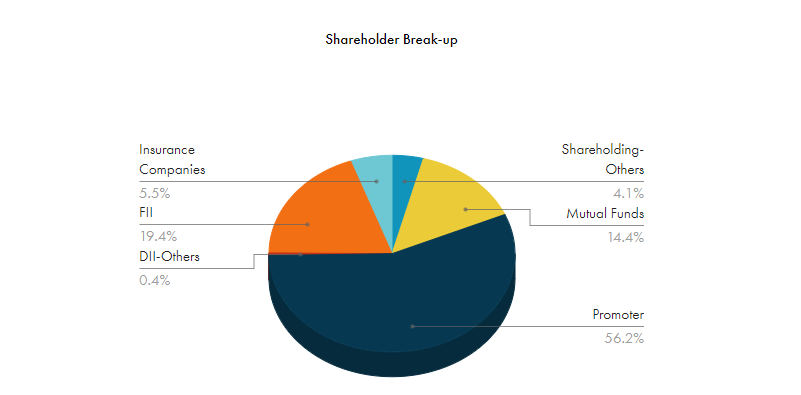 Shareholder Break-up
Insurance
Companies
5.5%
FII
19.4%
DII-Others
0.4%
Shareholding-
Others
4.1%
Mutual Funds
14.4%
Promoter
56.2%